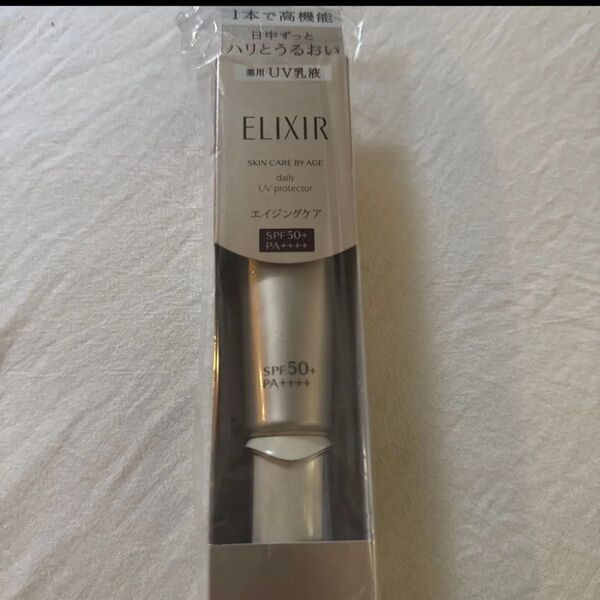 1本で高機能
日中ずっと
ハリとうるおい
薬用 UV乳液
ELIXIR
SKIN CARE BY AGE
daily
UV protector
エイジングケア
SPF50+
PA++++
SPF50+
PA++++